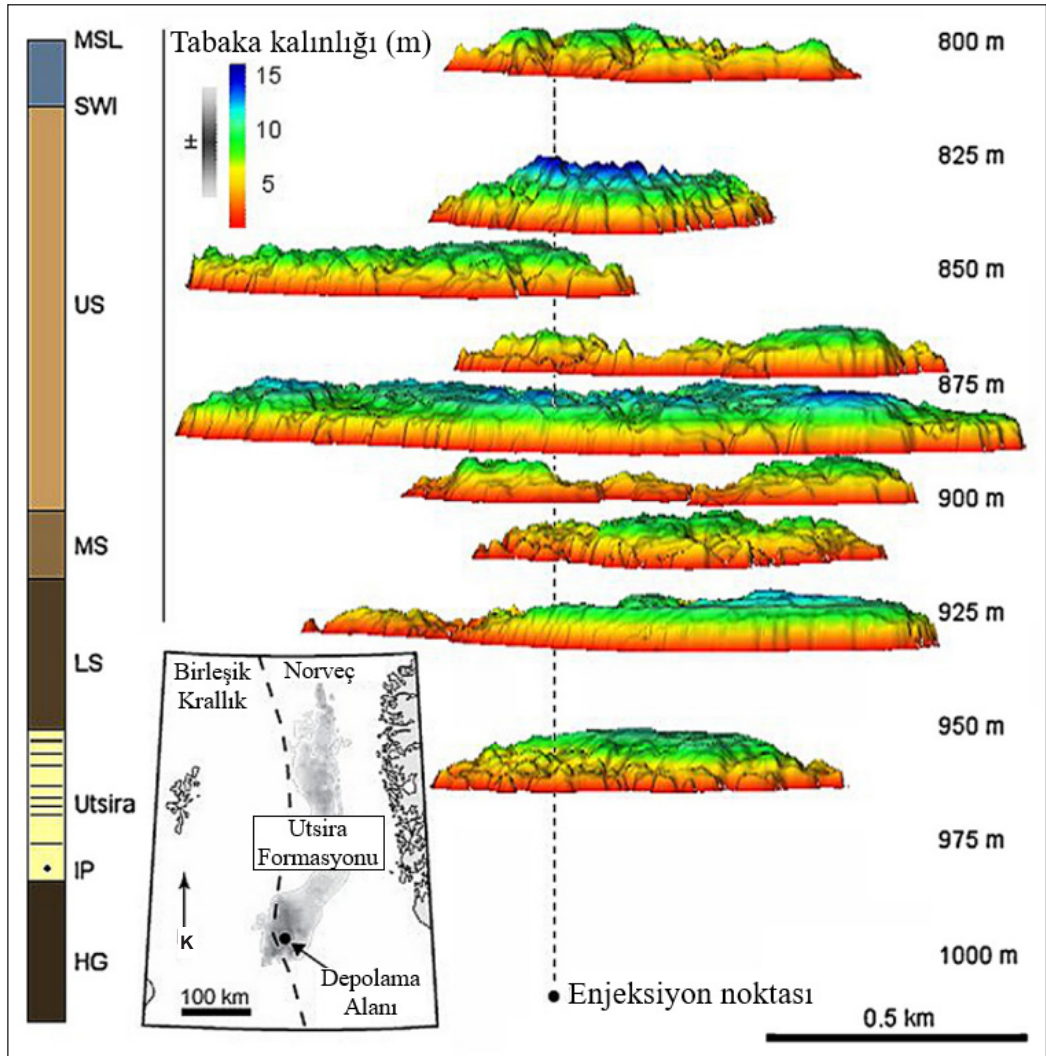 MSL
SWI
US
MS
LS
Utsira
IP
HG
Tabaka kalınlığı (m)
±
15
10
5
800 m
825 m
850 m
875 m
900 m
925 m
950 m
975 m
1000 m
Birleşik
Krallık
Norveç
Utsira
Formasyonu
K
Depolama
Alanı
100 km
Enjeksiyon noktası
0.5 km